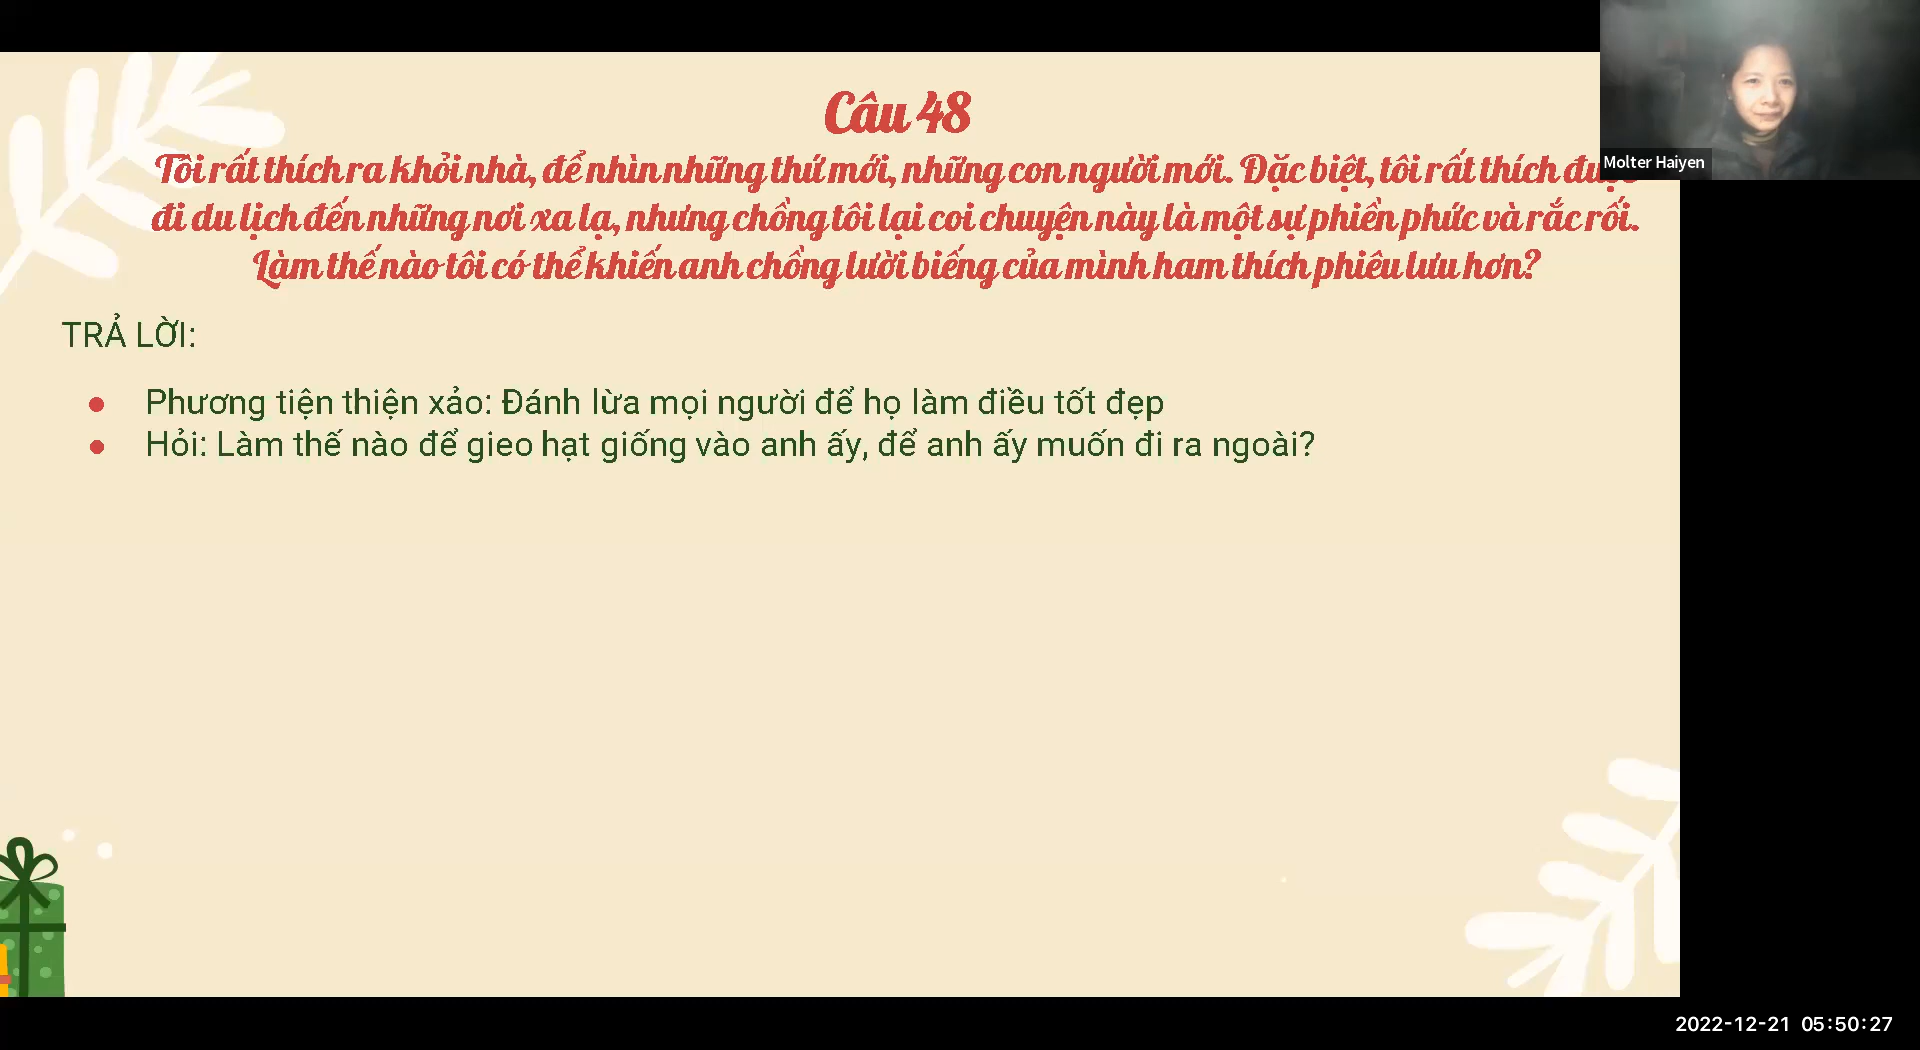 Câu 48
Tôi rất thích ra khỏi nhà, để nhìn những thứ mới, những con người mới. Đặc biệt, tôi rất thích được
đi du lịch đến những nơi xa lạ, nhưng chồng tôi lại coi chuyện này là một sự phiền phức và rắc rối.
Làm thế nào tôi có thể khiến anh chồng lười biếng của mình ham thích phiêu lưu hơn?
Molter Haiyen
TRẢ LỜI:
● Phương tiện thiện xảo: Đánh lừa mọi người để họ làm điều tốt đẹp
● Hỏi: Làm thế nào để gieo hạt giống vào anh ấy, để anh ấy muốn đi ra ngoài?
2022-12-21 05:50:27